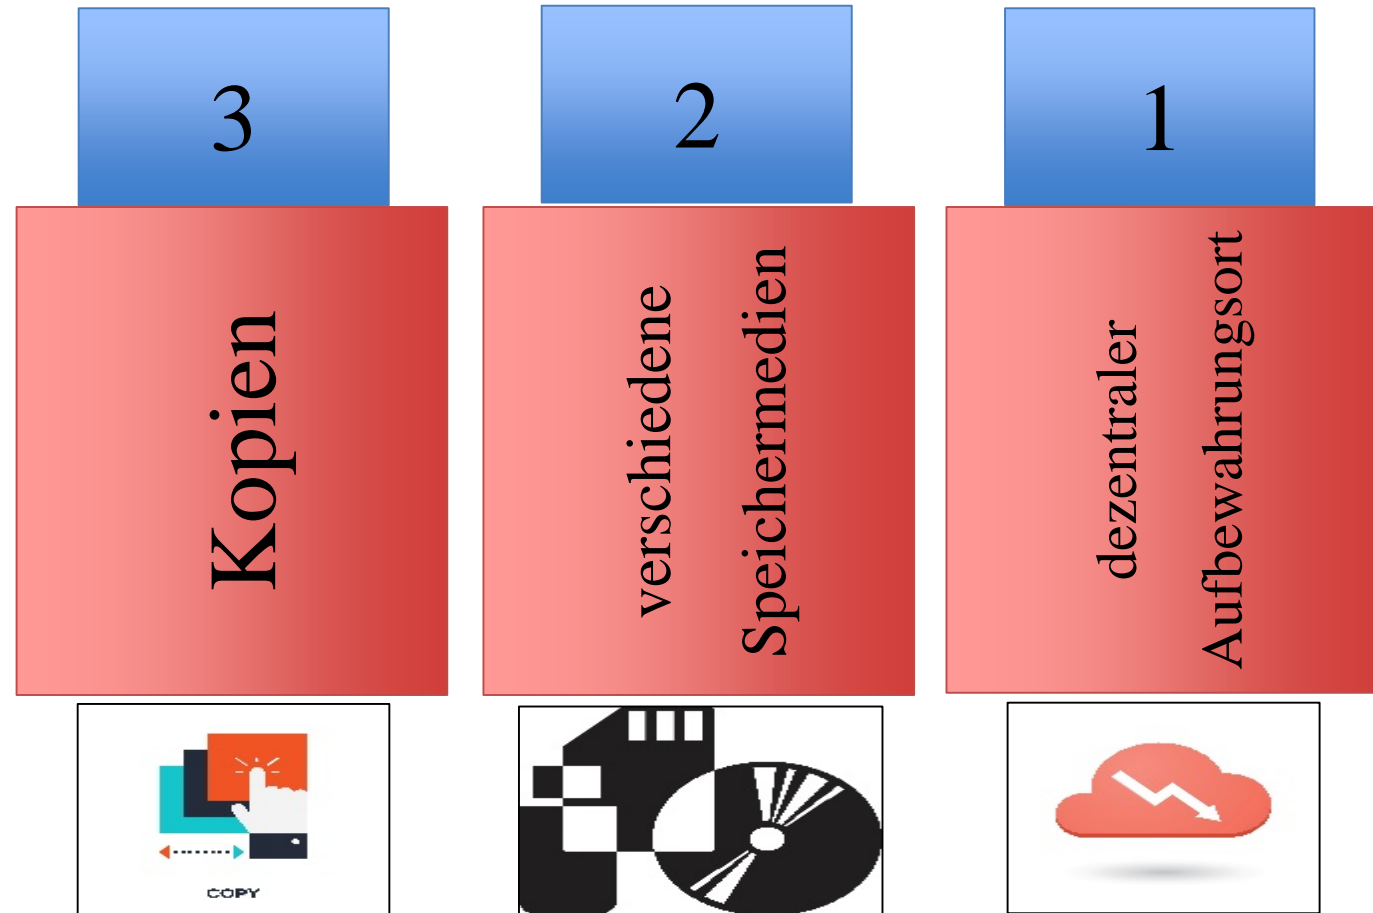 3
Kopien
COPY
2
verschiedene
Speichermedien
1
dezentraler
Aufbewahrungsort